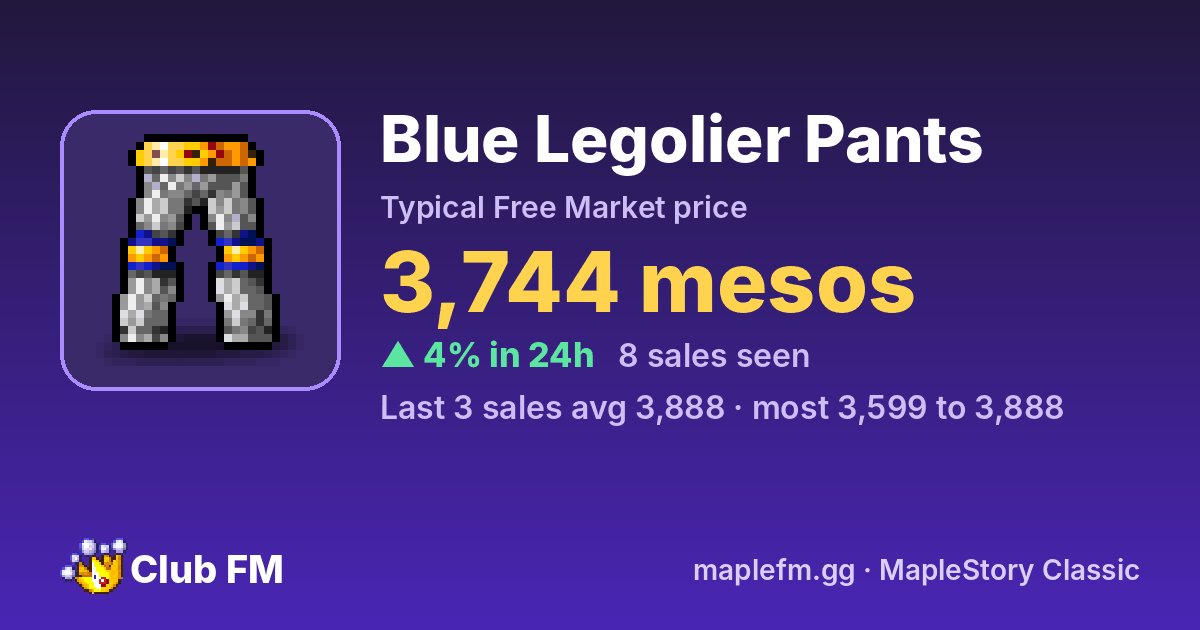 Blue Legolier Pants
Typical Free Market price
3,744 mesos
▲ 4% in 24h 8 sales seen
Last 3 sales avg 3,888 · most 3,599 to 3,888
Club FM
maplefm.gg · MapleStory Classic